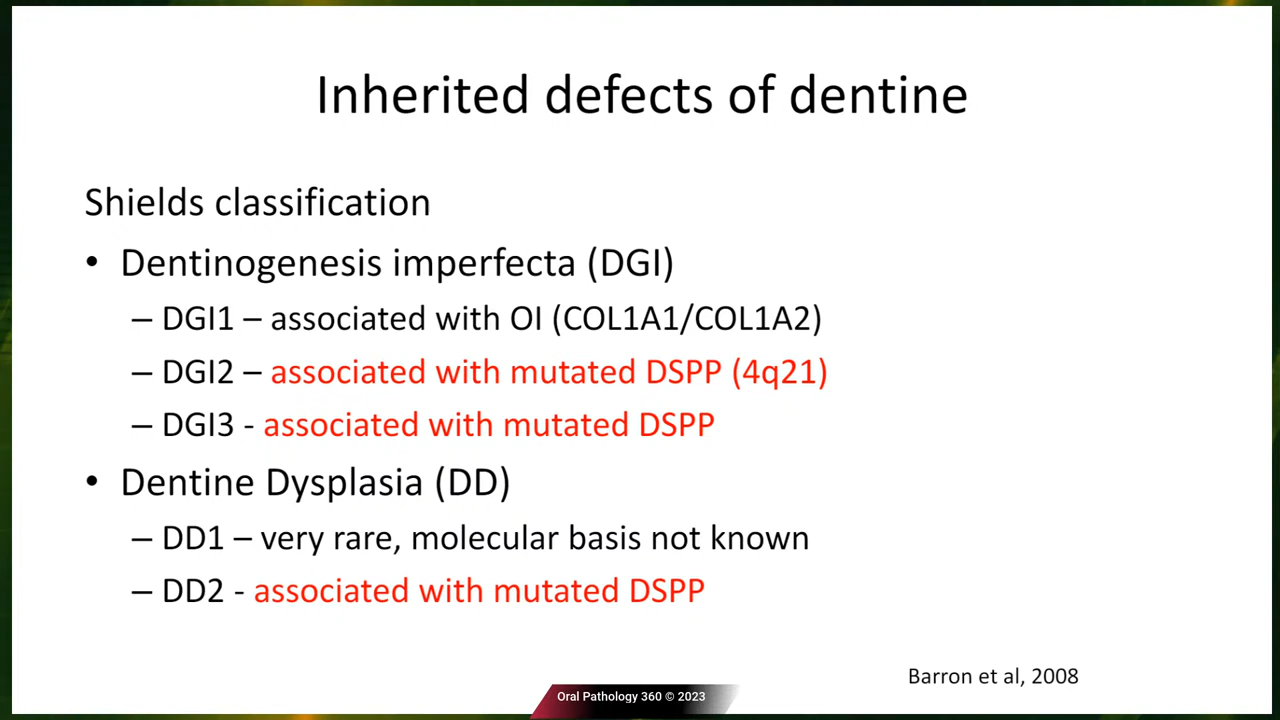 Inherited defects of dentine
Shields classification
• Dentinogenesis imperfecta (DGI)
– DGI1 – associated with OI (COL1A1/COL1A2)
– DGI2 – associated with mutated DSPP (4q21)
– DGI3 - associated with mutated DSPP
• Dentine Dysplasia (DD)
– DD1 – very rare, molecular basis not known
– DD2 - associated with mutated DSPP
Barron et al, 2008
Oral Pathology 360 © 2023